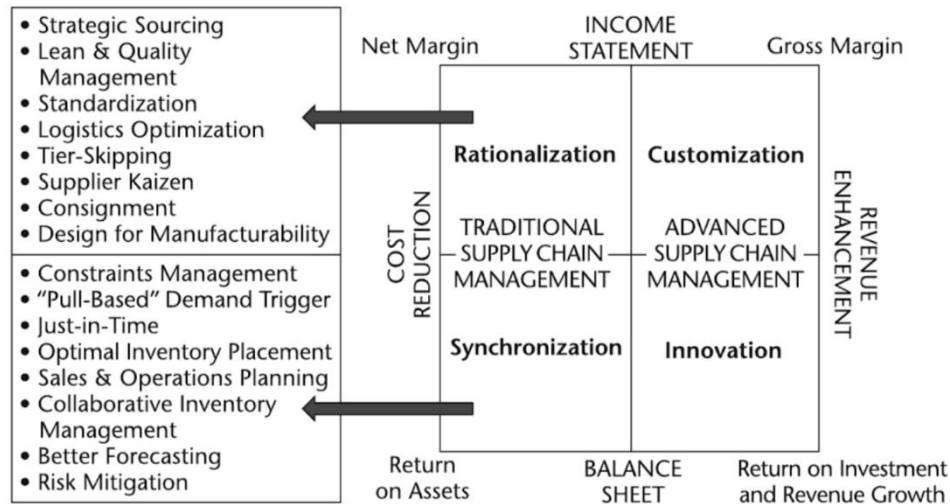 • Strategic Sourcing
• Lean & Quality
Management
• Standardization
• Logistics Optimization
• Tier-Skipping
• Supplier Kaizen
• Consignment
• Design for Manufacturability
• Constraints Management
• “Pull-Based” Demand Trigger
• Just-in-Time
• Optimal Inventory Placement
• Sales & Operations Planning
• Collaborative Inventory
Management
• Better Forecasting
• Risk Mitigation
Net Margin
INCOME
STATEMENT
Gross Margin
COST
REDUCTION
Rationalization
Customization
TRADITIONAL
SUPPLY CHAIN
MANAGEMENT
ADVANCED
SUPPLY CHAIN
MANAGEMENT
Synchronization
Innovation
REVENUE
ENHANCEMENT
Return
on Assets
BALANCE
SHEET
Return on Investment
and Revenue Growth